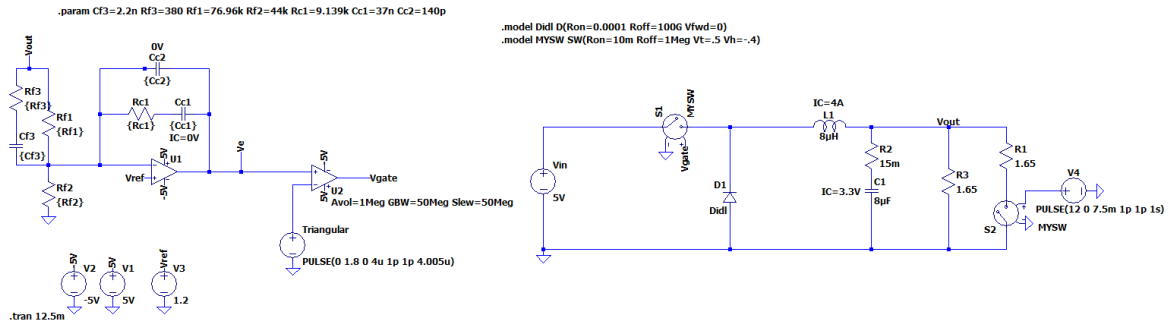 .param Cf3=2.2n Rf3=380 Rf1=76.96k Rf2=44k Rc1=9.139k Cc1=37n Cc2=140p
.model Didl D(Ron=0.0001 Roff=100G Vfwd=0)
.model MYSW SW(Ron=10m Roff=1Meg Vt=.5 Vh=-.4)
Vout
Rf3
{Rf3}
Rf1
{Rf1}
Cf3
{Cf3}
Rf2
{Rf2}
0V
Cc2
{Cc2}
Rc1
{Rc1}
Cc1
{Cc1}
IC=0V
-5V
U1
Vref
-5V
Ve
-5V
U2
5V
Avol=1Meg GBW=50Meg Slew=50Meg
Vgate
Triangular
PULSE(0 1.8 0 4u 1p 1p 4.005u)
-5V
V2
-5V
5V
V1
5V
Vref
V3
1.2
.tran 12.5m
S1
MYSW
Vgate
Vin
5V
D1
Didl
IC=4A
L1
8µH
Vout
R2
15m
IC=3.3V
C1
8µF
R3
1.65
R1
1.65
S2
MYSW
V4
PULSE(12 0 7.5m 1p 1p 1s)